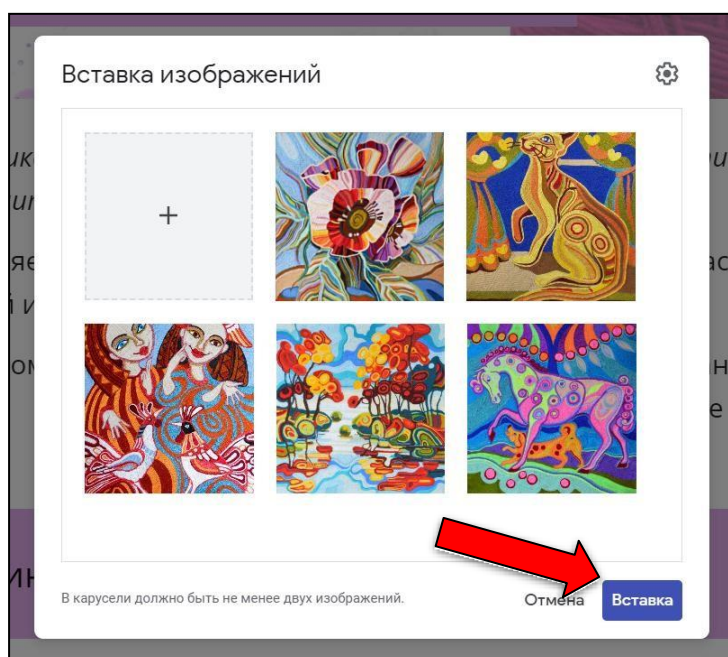 Вставка изображений
+
В карусели должно быть не менее двух изображений.
Отмена
Вставка